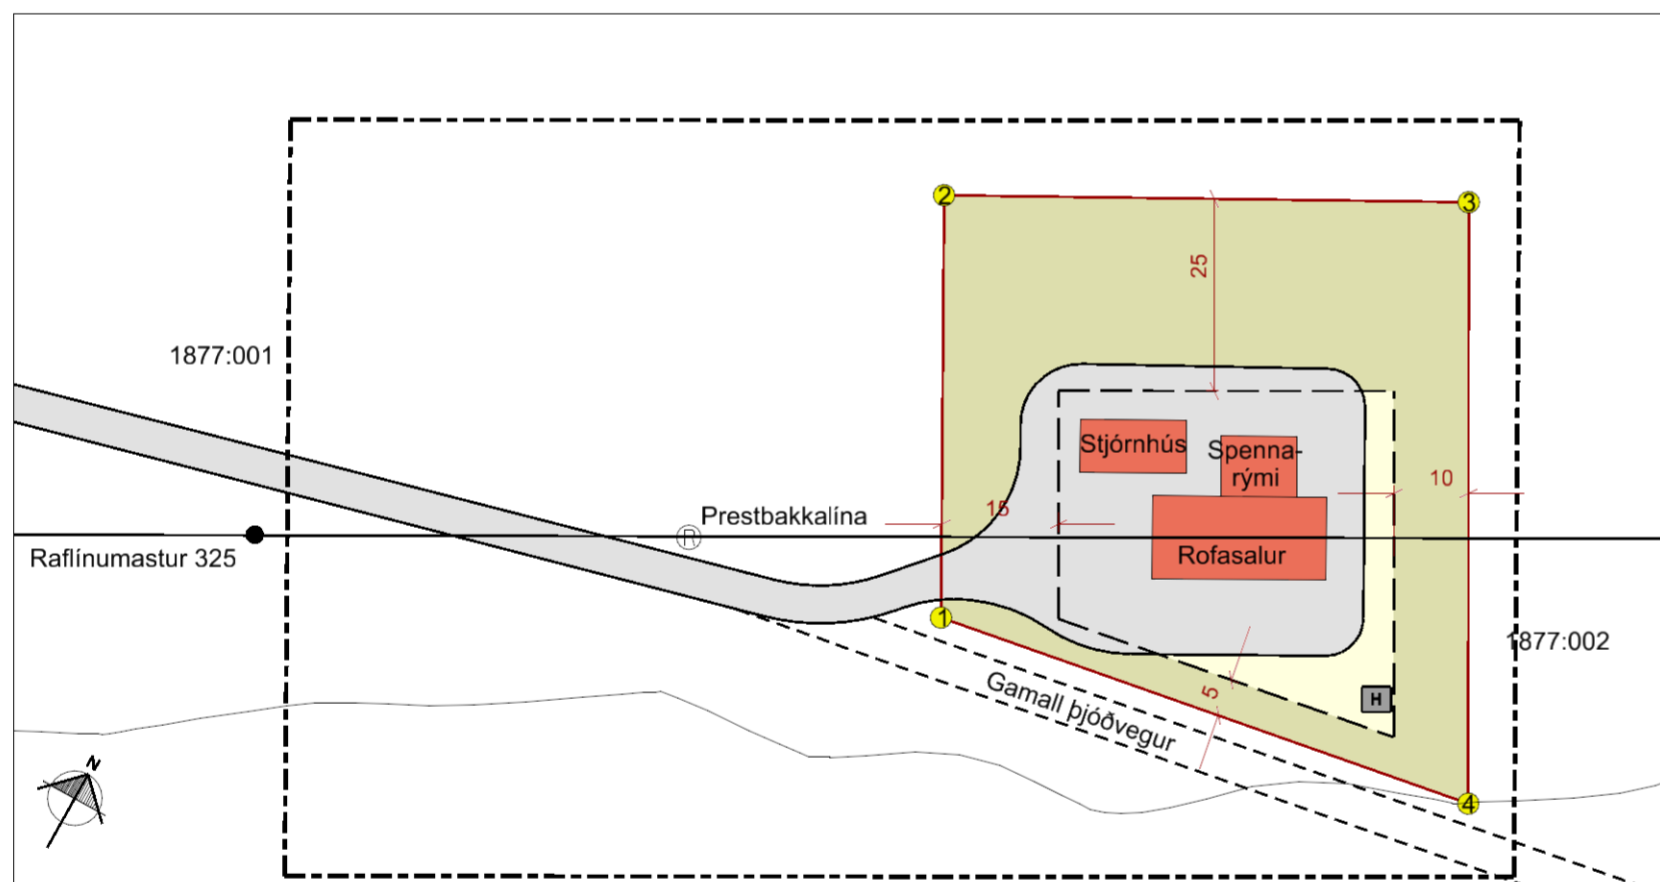 2
3
25
1877:001
Stjórnhús
Spenna-
rými
10
15
Prestbakkalína
R
Raflínumastur 325
Rofasalur
1
1877:002
Gamall þjóðvegur
5
H
N
4